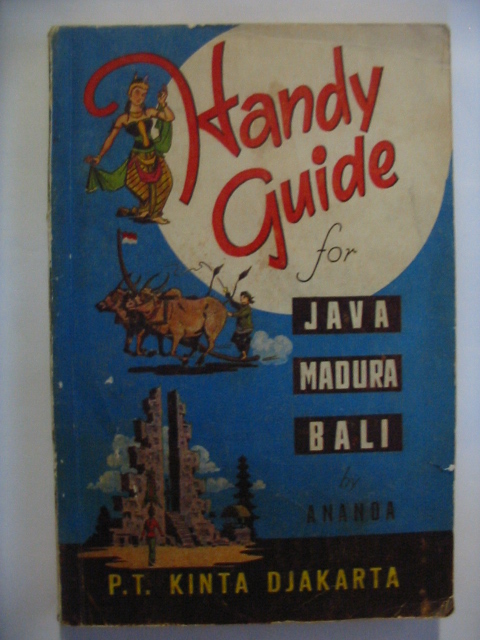 Handy
Guide
for
JAVA
MADURA
BALI
by
ANANDA
P.T. KINTA DJAKARTA